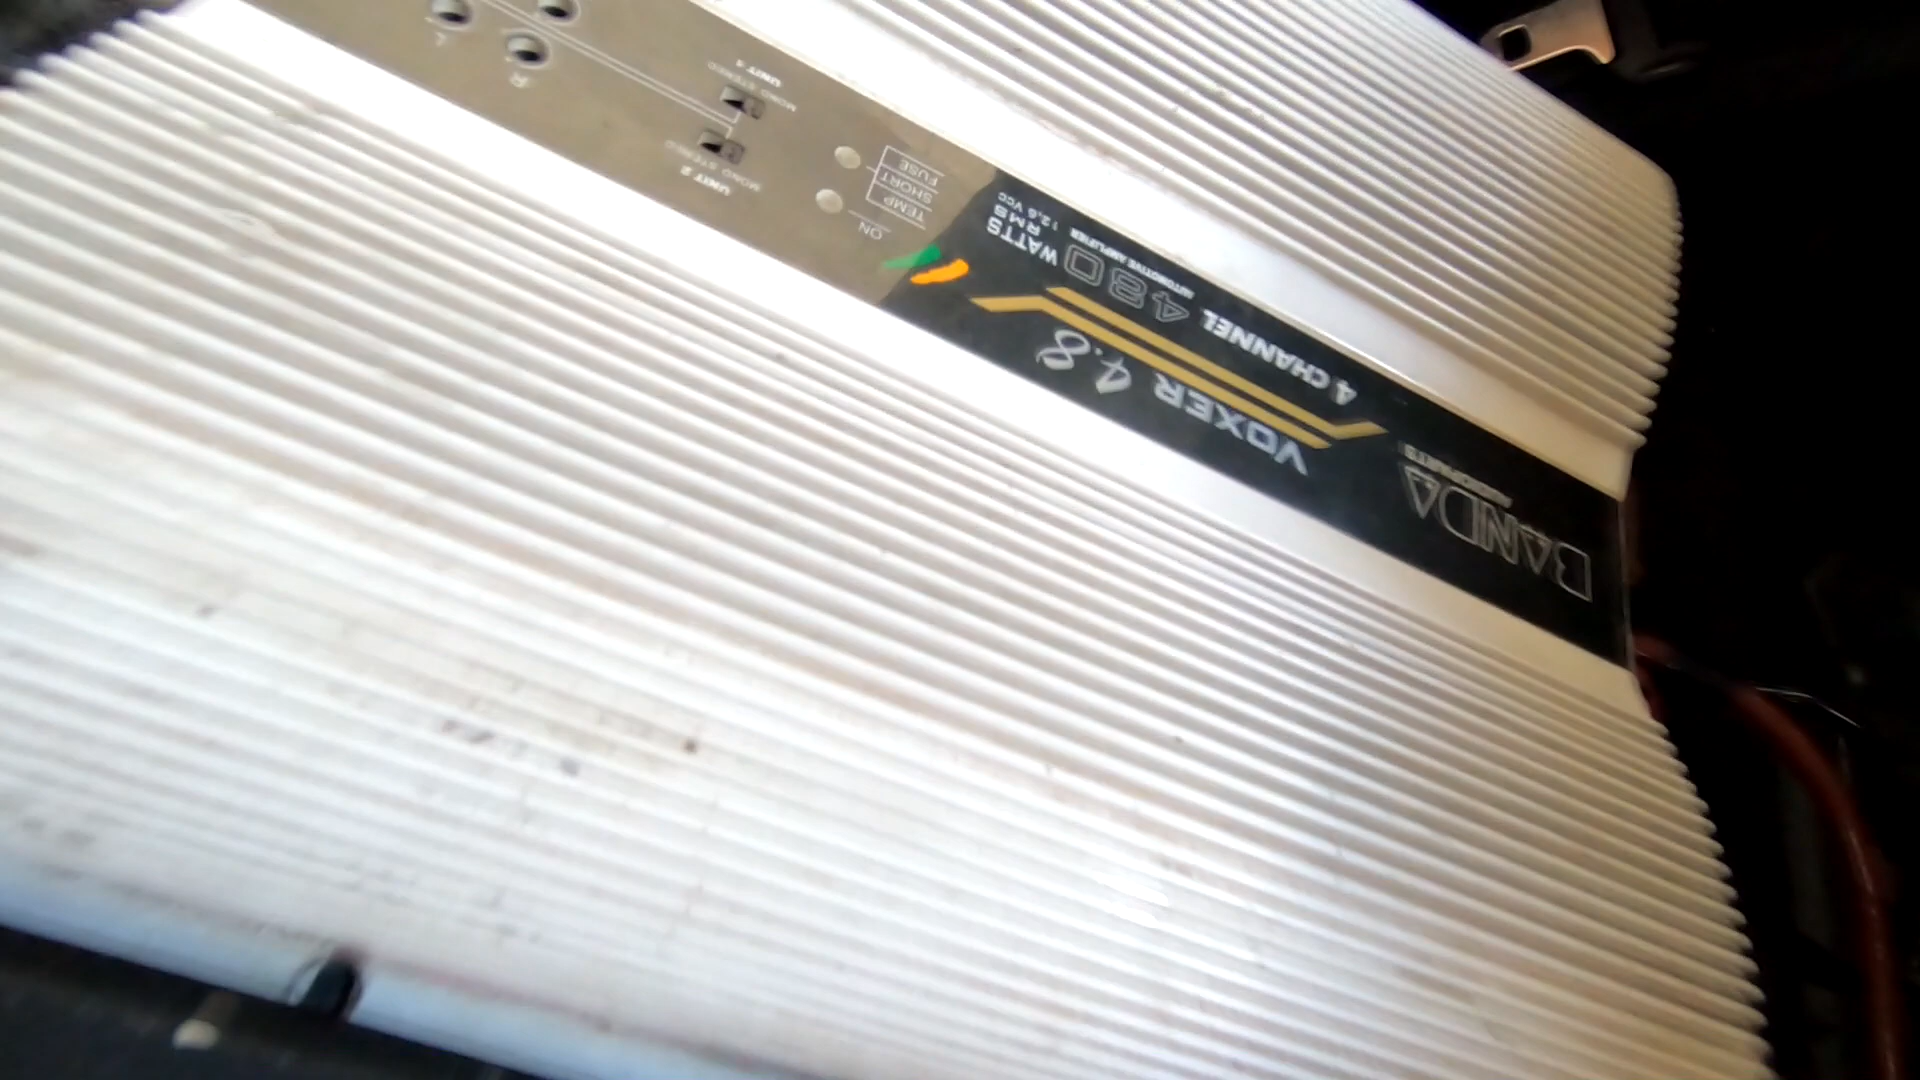 BANDA
AUDIOPARTS
VOXER 4.8
4 CHANNEL 480 WATTS
RMS
AUTOMOTIVE AMPLIFIER 12,6 Vcc
ON
TEMP
SHORT
FUSE
UNIT 2
MONO STEREO
MONO STEREO
UNIT 1
R
L